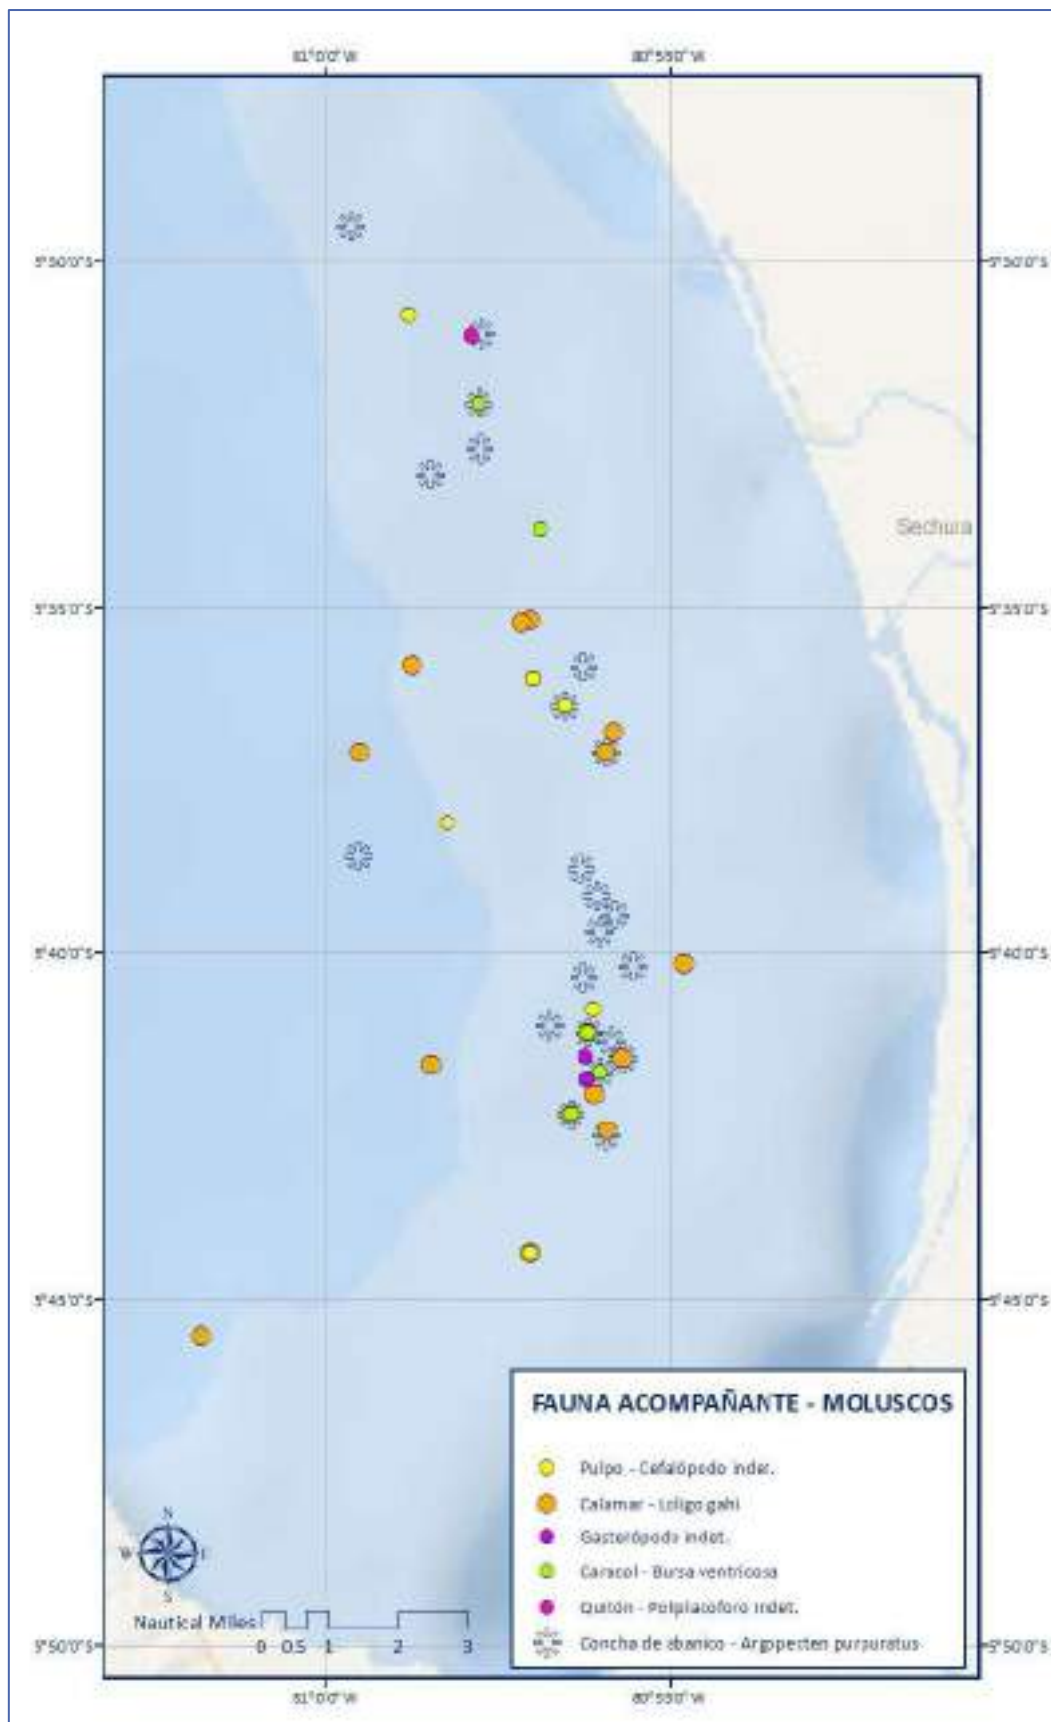 81°0'0"W 80°55'0"W
5°30'0"S 5°30'0"S
Sechura
5°35'0"S 5°35'0"S
5°40'0"S 5°40'0"S
5°45'0"S 5°45'0"S
FAUNA ACOMPAÑANTE - MOLUSCOS
Pulpo - Cefalópodo indet.
Calamar - Loligo gahi
Gasterópodo indet.
Caracol - Bursa ventricosa
Quitón - Poliplacoforo indet.
Concha de abanico - Argopecten purpuratus
N
W E
S
Nautical Miles
0 0.5 1 2 3
5°50'0"S 5°50'0"S
81°0'0"W 80°55'0"W